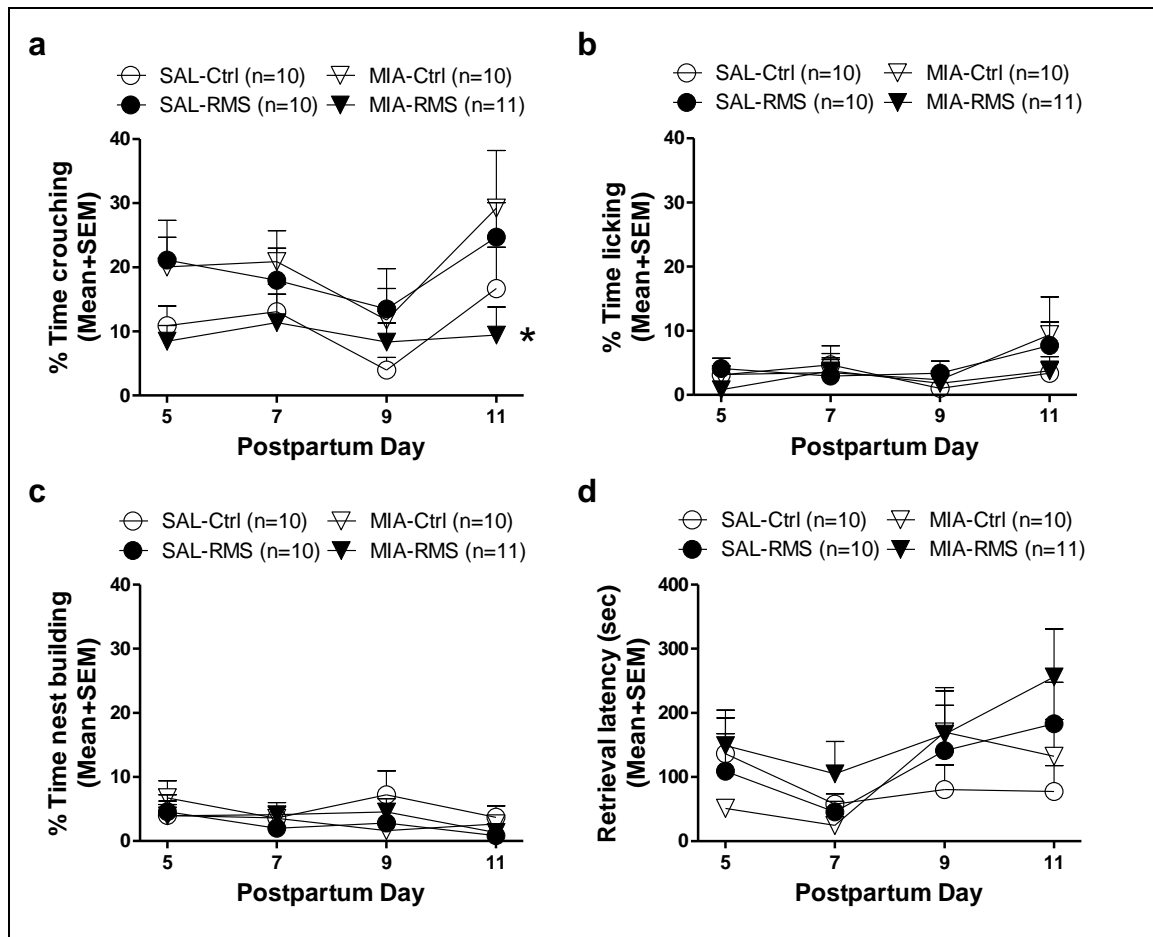 a
SAL-Ctrl (n=10) MIA-Ctrl (n=10)
SAL-RMS (n=10) MIA-RMS (n=11)
40
30
20
10
0
% Time crouching
(Mean+SEM)
*
5 7 9 11
Postpartum Day
b
SAL-Ctrl (n=10) MIA-Ctrl (n=10)
SAL-RMS (n=10) MIA-RMS (n=11)
40
30
20
10
0
% Time licking
(Mean+SEM)
5 7 9 11
Postpartum Day
c
SAL-Ctrl (n=10) MIA-Ctrl (n=10)
SAL-RMS (n=10) MIA-RMS (n=11)
40
30
20
10
0
% Time nest building
(Mean+SEM)
5 7 9 11
Postpartum Day
d
SAL-Ctrl (n=10) MIA-Ctrl (n=10)
SAL-RMS (n=10) MIA-RMS (n=11)
400
300
200
100
0
Retrieval latency (sec)
(Mean+SEM)
5 7 9 11
Postpartum Day